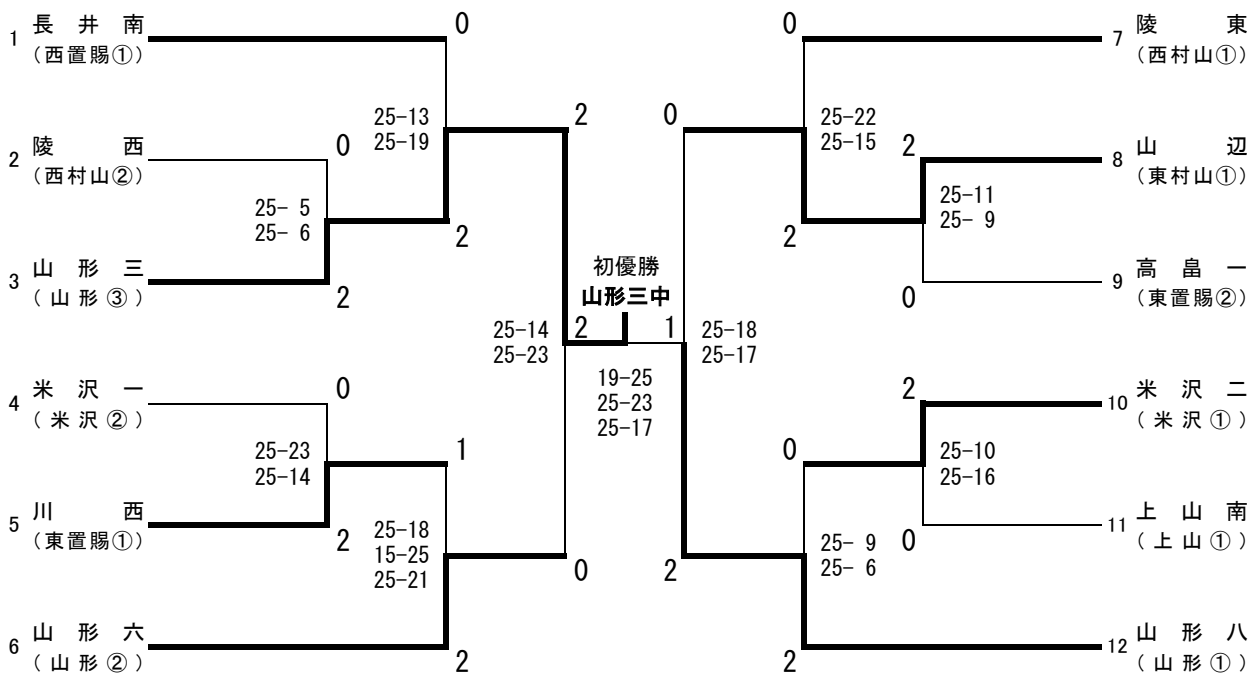 1 長井南 0
(西置賜①)
25-13
25-19
2
2 陵西 0
(西村山②)
25- 5
25- 6
2
3 山形三 2
(山形③)
初優勝
山形三中
25-14
25-23
2 1
19-25
25-23
25-17
4 米沢一 0
(米沢②)
25-23
25-14
1
5 川西 2
(東置賜①)
25-18
15-25
25-21
0
6 山形六 2
(山形②)
0 陵東 7
(西村山①)
0
25-22
25-15
2 山辺 8
(東村山①)
25-11
25- 9
2
0 高畠一 9
(東置賜②)
25-18
25-17
2 米沢二 10
(米沢①)
25-10
25-16
0
0 上山南 11
(上山①)
25- 9
25- 6
2
2 山形八 12
(山形①)